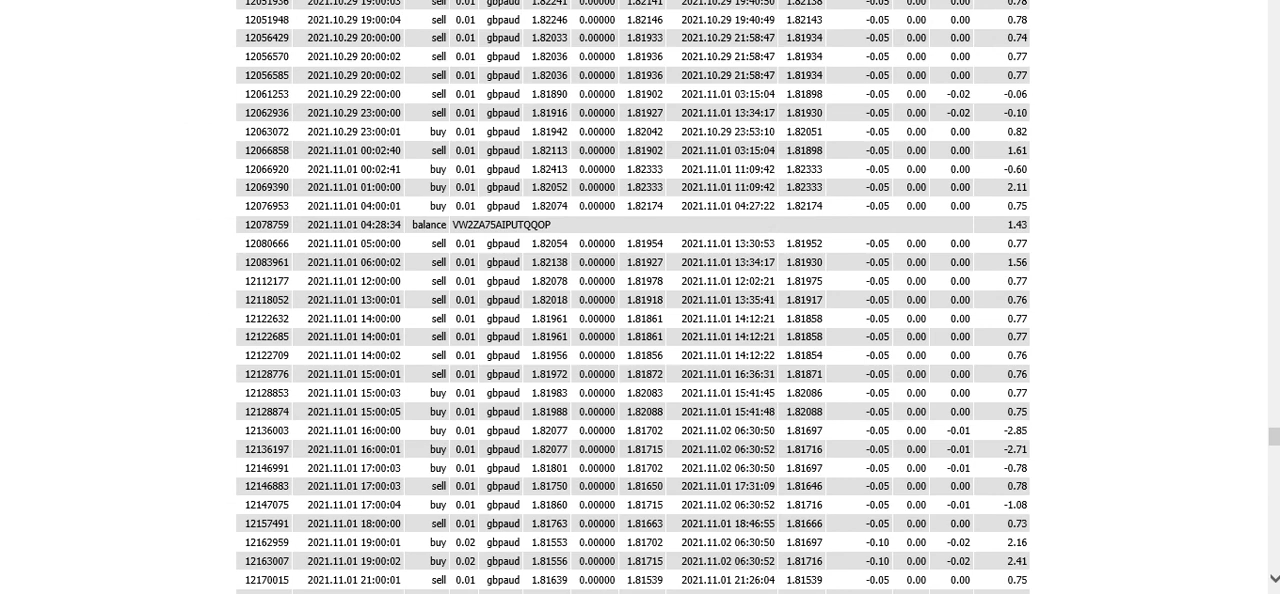 12051936 2021.10.29 19:00:03 sell 0.01 gbpaud 1.82241 0.00000 1.82141 2021.10.29 19:40:50 1.82138 -0.05 0.00 0.00 0.78
12051948 2021.10.29 19:00:04 sell 0.01 gbpaud 1.82246 0.00000 1.82146 2021.10.29 19:40:49 1.82143 -0.05 0.00 0.00 0.78
12056429 2021.10.29 20:00:00 sell 0.01 gbpaud 1.82033 0.00000 1.81933 2021.10.29 21:58:47 1.81934 -0.05 0.00 0.00 0.74
12056570 2021.10.29 20:00:02 sell 0.01 gbpaud 1.82036 0.00000 1.81936 2021.10.29 21:58:47 1.81934 -0.05 0.00 0.00 0.77
12056585 2021.10.29 20:00:02 sell 0.01 gbpaud 1.82036 0.00000 1.81936 2021.10.29 21:58:47 1.81934 -0.05 0.00 0.00 0.77
12061253 2021.10.29 22:00:00 sell 0.01 gbpaud 1.81890 0.00000 1.81902 2021.11.01 03:15:04 1.81898 -0.05 0.00 -0.02 -0.06
12062936 2021.10.29 23:00:00 sell 0.01 gbpaud 1.81916 0.00000 1.81927 2021.11.01 13:34:17 1.81930 -0.05 0.00 -0.02 -0.10
12063072 2021.10.29 23:00:01 buy 0.01 gbpaud 1.81942 0.00000 1.82042 2021.10.29 23:53:10 1.82051 -0.05 0.00 0.00 0.82
12066858 2021.11.01 00:02:40 sell 0.01 gbpaud 1.82113 0.00000 1.81902 2021.11.01 03:15:04 1.81898 -0.05 0.00 0.00 1.61
12066920 2021.11.01 00:02:41 buy 0.01 gbpaud 1.82413 0.00000 1.82333 2021.11.01 11:09:42 1.82333 -0.05 0.00 0.00 -0.60
12069390 2021.11.01 01:00:00 buy 0.01 gbpaud 1.82052 0.00000 1.82333 2021.11.01 11:09:42 1.82333 -0.05 0.00 0.00 2.11
12076953 2021.11.01 04:00:01 buy 0.01 gbpaud 1.82074 0.00000 1.82174 2021.11.01 04:27:22 1.82174 -0.05 0.00 0.00 0.75
12078759 2021.11.01 04:28:34 balance VW2ZA75AIPUTQQOP 1.43
12080666 2021.11.01 05:00:00 sell 0.01 gbpaud 1.82054 0.00000 1.81954 2021.11.01 13:30:53 1.81952 -0.05 0.00 0.00 0.77
12083961 2021.11.01 06:00:02 sell 0.01 gbpaud 1.82138 0.00000 1.81927 2021.11.01 13:34:17 1.81930 -0.05 0.00 0.00 1.56
12112177 2021.11.01 12:00:00 sell 0.01 gbpaud 1.82078 0.00000 1.81978 2021.11.01 12:02:21 1.81975 -0.05 0.00 0.00 0.77
12118052 2021.11.01 13:00:01 sell 0.01 gbpaud 1.82018 0.00000 1.81918 2021.11.01 13:35:41 1.81917 -0.05 0.00 0.00 0.76
12122632 2021.11.01 14:00:00 sell 0.01 gbpaud 1.81961 0.00000 1.81861 2021.11.01 14:12:21 1.81858 -0.05 0.00 0.00 0.77
12122685 2021.11.01 14:00:01 sell 0.01 gbpaud 1.81961 0.00000 1.81861 2021.11.01 14:12:21 1.81858 -0.05 0.00 0.00 0.77
12122709 2021.11.01 14:00:02 sell 0.01 gbpaud 1.81956 0.00000 1.81856 2021.11.01 14:12:22 1.81854 -0.05 0.00 0.00 0.76
12128776 2021.11.01 15:00:01 sell 0.01 gbpaud 1.81972 0.00000 1.81872 2021.11.01 16:36:31 1.81871 -0.05 0.00 0.00 0.76
12128853 2021.11.01 15:00:03 buy 0.01 gbpaud 1.81983 0.00000 1.82083 2021.11.01 15:41:45 1.82086 -0.05 0.00 0.00 0.77
12128874 2021.11.01 15:00:05 buy 0.01 gbpaud 1.81988 0.00000 1.82088 2021.11.01 15:41:48 1.82088 -0.05 0.00 0.00 0.75
12136003 2021.11.01 16:00:00 buy 0.01 gbpaud 1.82077 0.00000 1.81702 2021.11.02 06:30:50 1.81697 -0.05 0.00 -0.01 -2.85
12136197 2021.11.01 16:00:01 buy 0.01 gbpaud 1.82077 0.00000 1.81715 2021.11.02 06:30:52 1.81716 -0.05 0.00 -0.01 -2.71
12146991 2021.11.01 17:00:03 buy 0.01 gbpaud 1.81801 0.00000 1.81702 2021.11.02 06:30:50 1.81697 -0.05 0.00 -0.01 -0.78
12146883 2021.11.01 17:00:03 sell 0.01 gbpaud 1.81750 0.00000 1.81650 2021.11.01 17:31:09 1.81646 -0.05 0.00 0.00 0.78
12147075 2021.11.01 17:00:04 buy 0.01 gbpaud 1.81860 0.00000 1.81715 2021.11.02 06:30:52 1.81716 -0.05 0.00 -0.01 -1.08
12157491 2021.11.01 18:00:00 sell 0.01 gbpaud 1.81763 0.00000 1.81663 2021.11.01 18:46:55 1.81666 -0.05 0.00 0.00 0.73
12162959 2021.11.01 19:00:01 buy 0.02 gbpaud 1.81553 0.00000 1.81702 2021.11.02 06:30:50 1.81697 -0.10 0.00 -0.02 2.16
12163007 2021.11.01 19:00:02 buy 0.02 gbpaud 1.81556 0.00000 1.81715 2021.11.02 06:30:52 1.81716 -0.10 0.00 -0.02 2.41
12170015 2021.11.01 21:00:01 sell 0.01 gbpaud 1.81639 0.00000 1.81539 2021.11.01 21:26:04 1.81539 -0.05 0.00 0.00 0.75